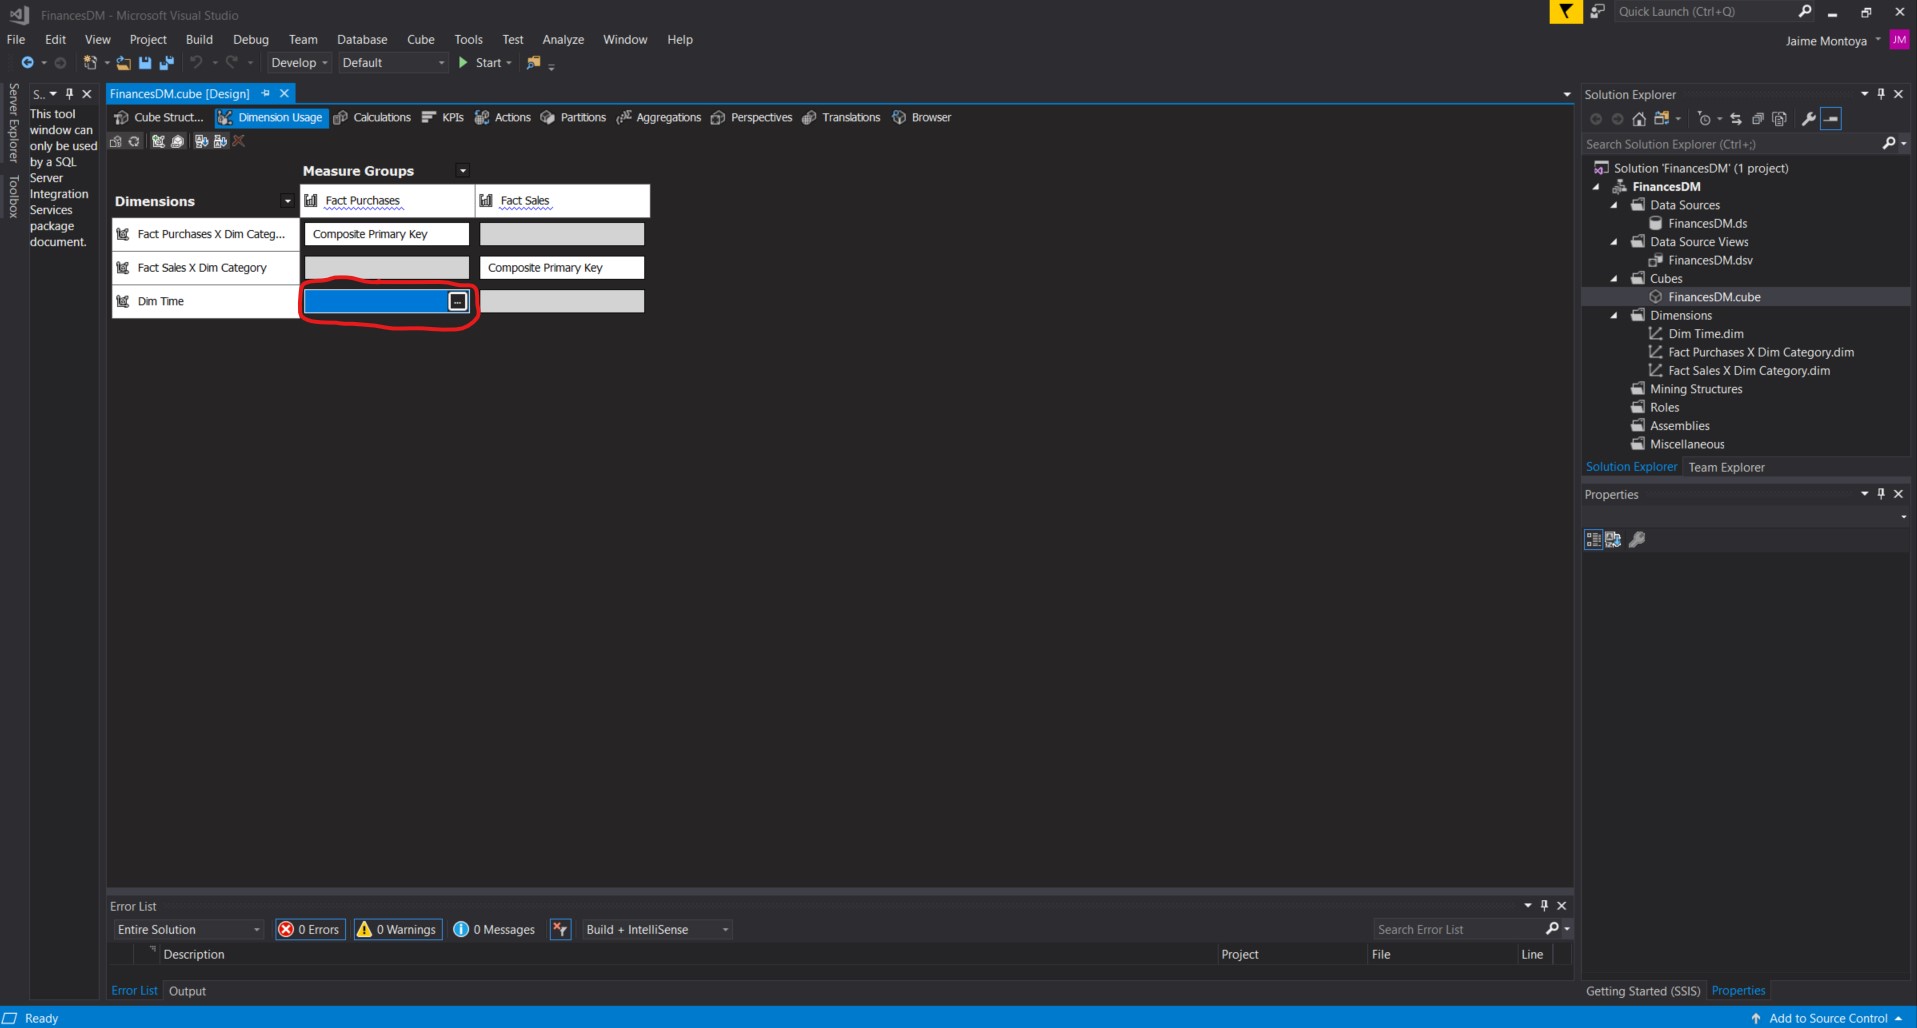 FinancesDM - Microsoft Visual Studio
Quick Launch (Ctrl+Q)
File Edit View Project Build Debug Team Database Cube Tools Test Analyze Window Help
Jaime Montoya JM
Develop Default Start
Server Explorer
Toolbox
S..
This tool
window can
only be used
by a SQL
Server
Integration
Services
package
document.
FinancesDM.cube [Design]
Cube Struct... Dimension Usage Calculations KPIs Actions Partitions Aggregations Perspectives Translations Browser
Measure Groups
Dimensions Fact Purchases Fact Sales
Fact Purchases X Dim Categ... Composite Primary Key
Fact Sales X Dim Category Composite Primary Key
Dim Time ...
Solution Explorer
Search Solution Explorer (Ctrl+;)
Solution 'FinancesDM' (1 project)
FinancesDM
Data Sources
FinancesDM.ds
Data Source Views
FinancesDM.dsv
Cubes
FinancesDM.cube
Dimensions
Dim Time.dim
Fact Purchases X Dim Category.dim
Fact Sales X Dim Category.dim
Mining Structures
Roles
Assemblies
Miscellaneous
Solution Explorer Team Explorer
Properties
Error List
Entire Solution 0 Errors 0 Warnings 0 Messages Build + IntelliSense Search Error List
Description Project File Line
Error List Output
Getting Started (SSIS) Properties
Ready Add to Source Control